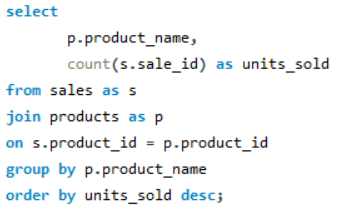 select
p.product_name,
count(s.sale_id) as units_sold
from sales as s
join products as p
on s.product_id = p.product_id
group by p.product_name
order by units_sold desc;